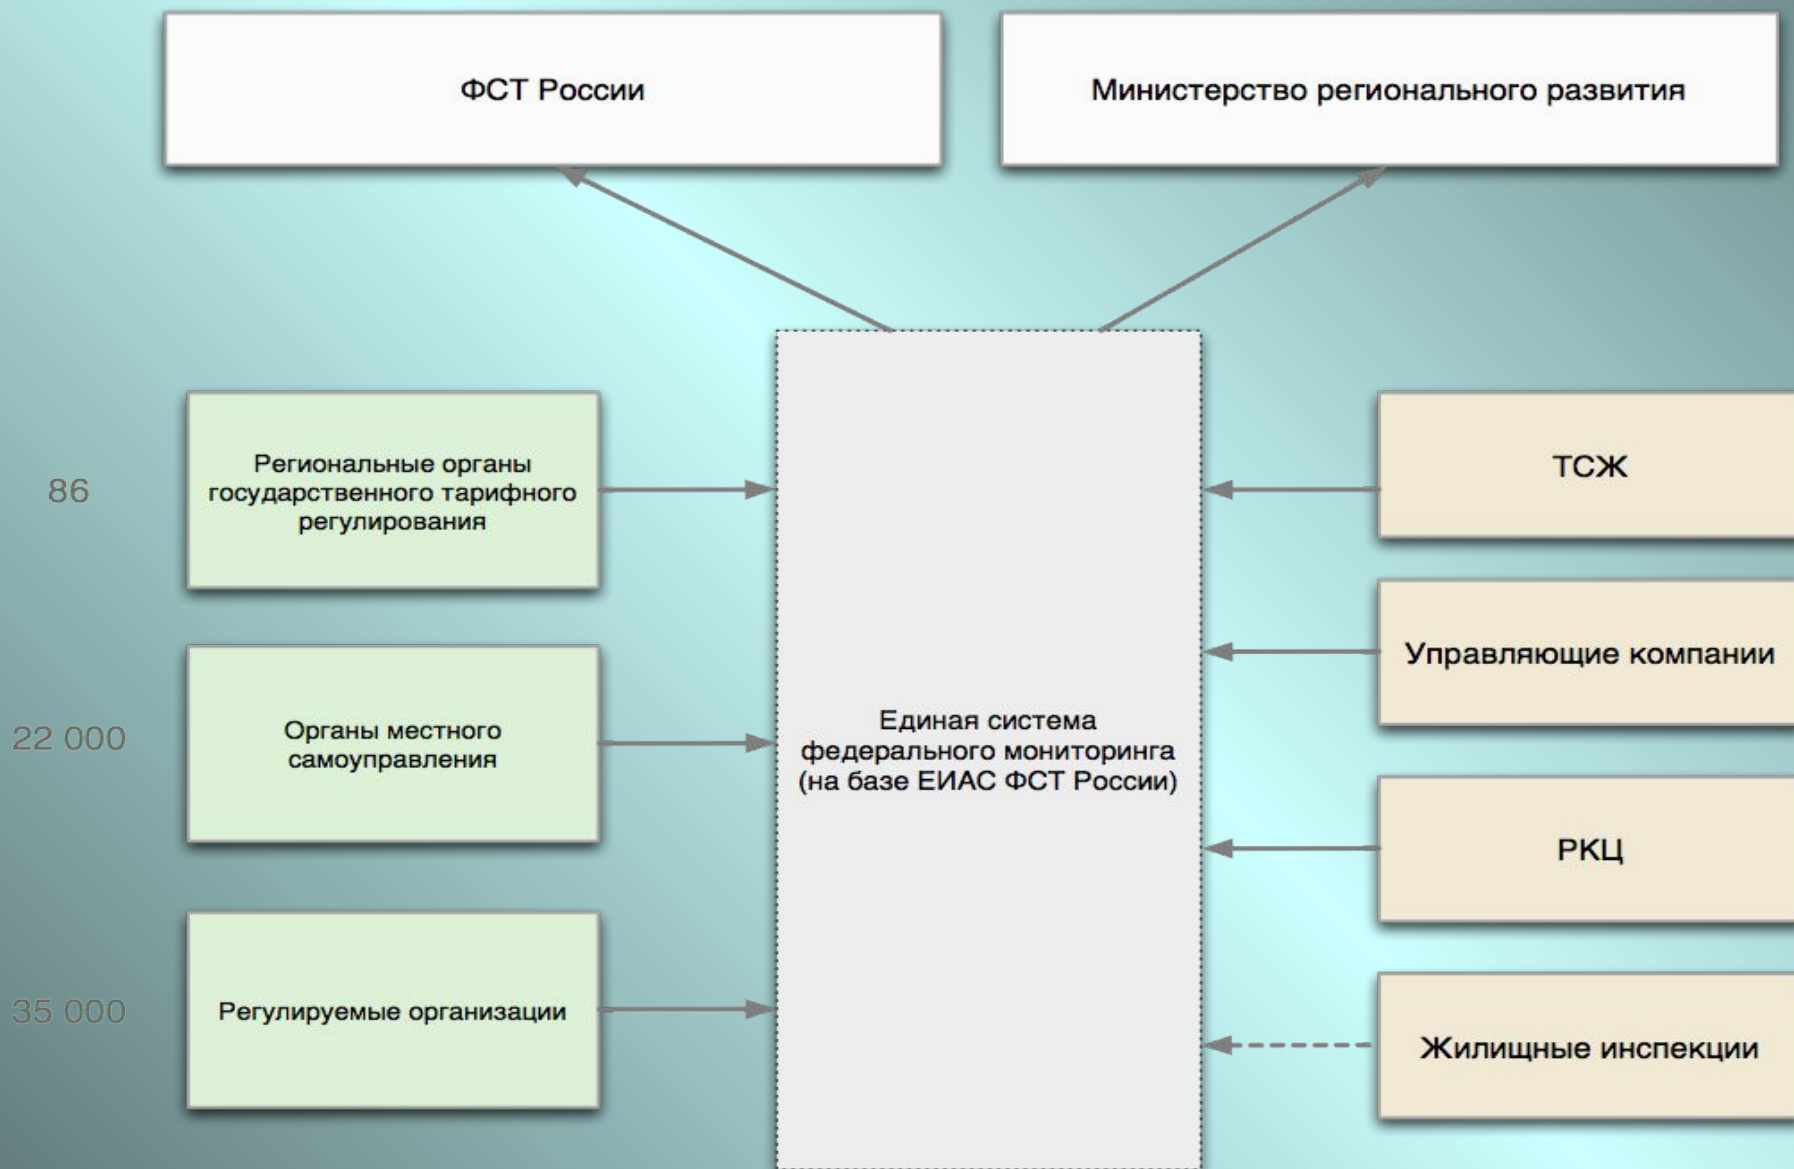 ФСТ России
Министерство регионального развития
86
Региональные органы
государственного тарифного
регулирования
22 000
Органы местного
самоуправления
35 000
Регулируемые организации
Единая система
федерального мониторинга
(на базе ЕИАС ФСТ России)
ТСЖ
Управляющие компании
РКЦ
Жилищные инспекции